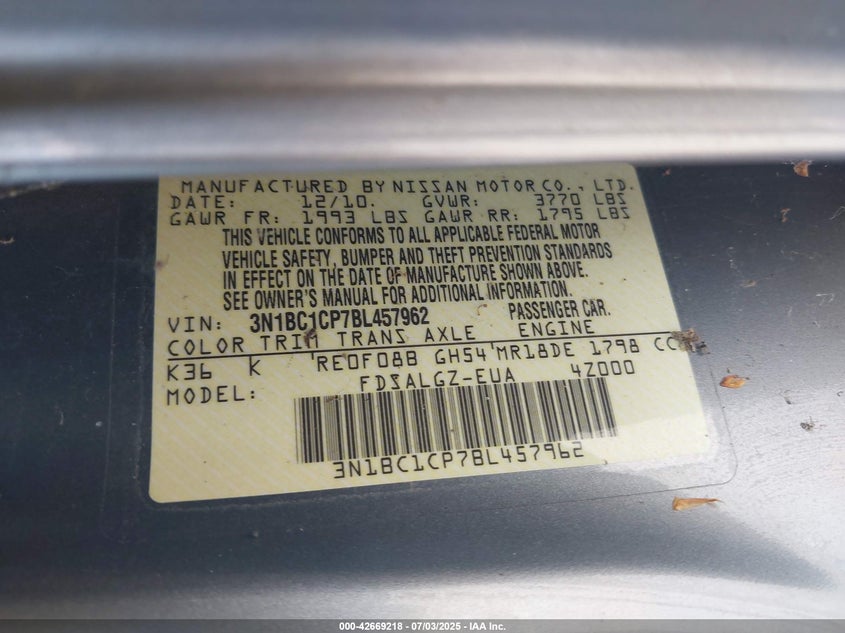 MANUFACTURED BY NISSAN MOTOR CO., LTD.
DATE: 12/10. GVWR: 3770 LBS
GAWR FR: 1993 LBS GAWR RR: 1795 LBS
THIS VEHICLE CONFORMS TO ALL APPLICABLE FEDERAL MOTOR
VEHICLE SAFETY, BUMPER AND THEFT PREVENTION STANDARDS
IN EFFECT ON THE DATE OF MANUFACTURE SHOWN ABOVE.
SEE OWNER'S MANUAL FOR ADDITIONAL INFORMATION.
VIN: 3N1BC1CP7BL457962 PASSENGER CAR.
COLOR TRIM TRANS AXLE ENGINE
K36 K 'RE0F08B GH54'MR18DE 1798 CC
MODEL: FDSALGZ-EUA 4Z000
3N1BC1CP7BL457962
000-42669218 - 07/03/2025 - IAA Inc.